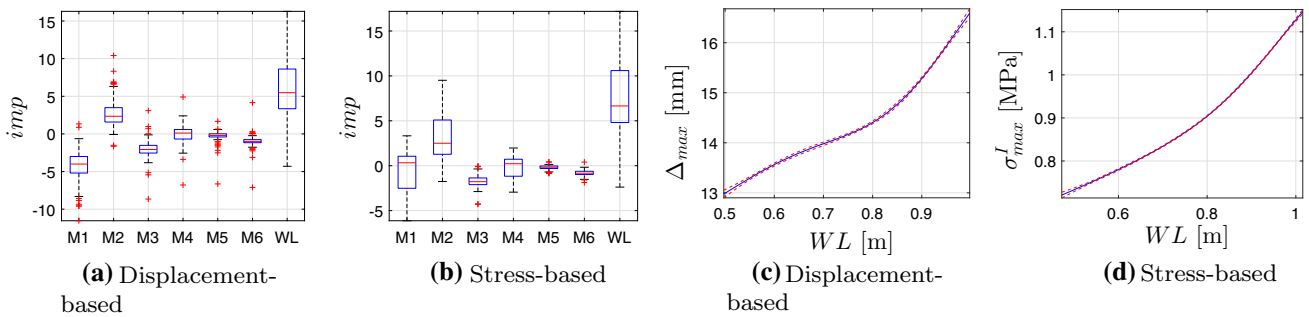 imp
15
10
5
0
-5
-10
M1 M2 M3 M4 M5 M6 WL
(a) Displacement-
based
imp
15
10
5
0
-5
M1 M2 M3 M4 M5 M6 WL
(b) Stress-based
Δmax [mm]
16
15
14
13
0.5 0.6 0.7 0.8 0.9
WL [m]
(c) Displacement-
based
σ^I_max [MPa]
1.1
1
0.9
0.8
0.6 0.8 1
WL [m]
(d) Stress-based